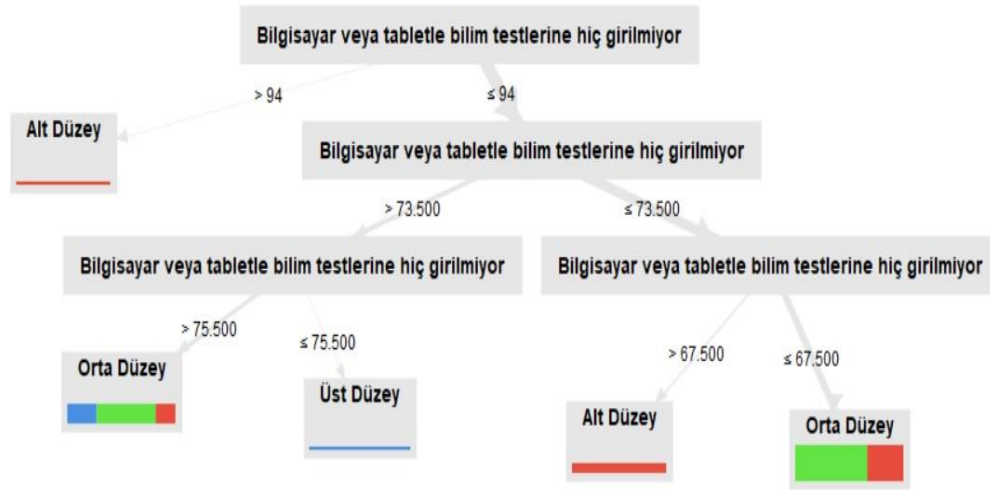 Bilgisayar veya tabletle bilim testlerine hiç girilmiyor
> 94
≤ 94
Alt Düzey
Bilgisayar veya tabletle bilim testlerine hiç girilmiyor
> 73.500
≤ 73.500
Bilgisayar veya tabletle bilim testlerine hiç girilmiyor
Bilgisayar veya tabletle bilim testlerine hiç girilmiyor
> 75.500
≤ 75.500
> 67.500
≤ 67.500
Orta Düzey
Üst Düzey
Alt Düzey
Orta Düzey